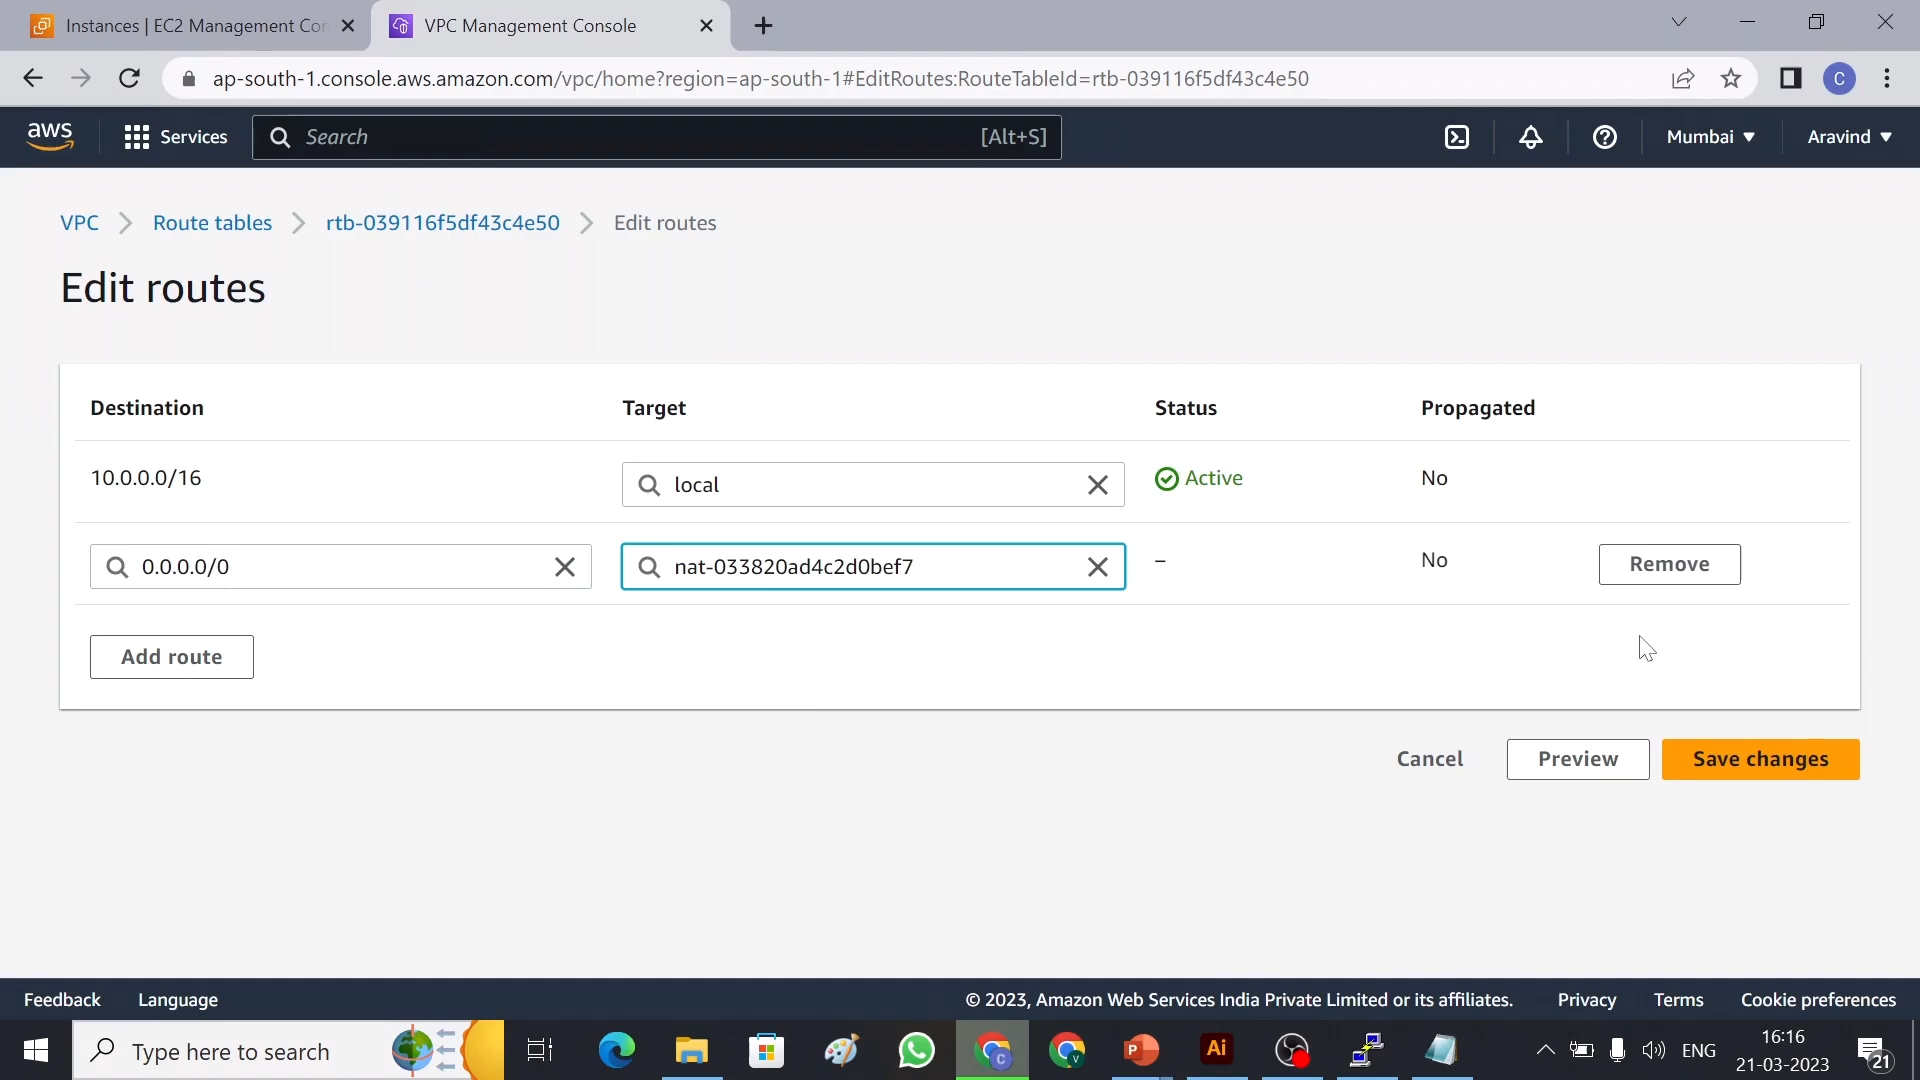 Instances | EC2 Management Con
VPC Management Console
ap-south-1.console.aws.amazon.com/vpc/home?region=ap-south-1#EditRoutes:RouteTableId=rtb-039116f5df43c4e50
C
aws
Services
Search
[Alt+S]
Mumbai
Aravind
VPC
Route tables
rtb-039116f5df43c4e50
Edit routes
Edit routes
Destination
Target
Status
Propagated
10.0.0.0/16
local
Active
No
0.0.0.0/0
nat-033820ad4c2d0bef7
–
No
Remove
Add route
Cancel
Preview
Save changes
Feedback
Language
© 2023, Amazon Web Services India Private Limited or its affiliates.
Privacy
Terms
Cookie preferences
Type here to search
C
V
P
Ai
ENG
16:16
21-03-2023
21